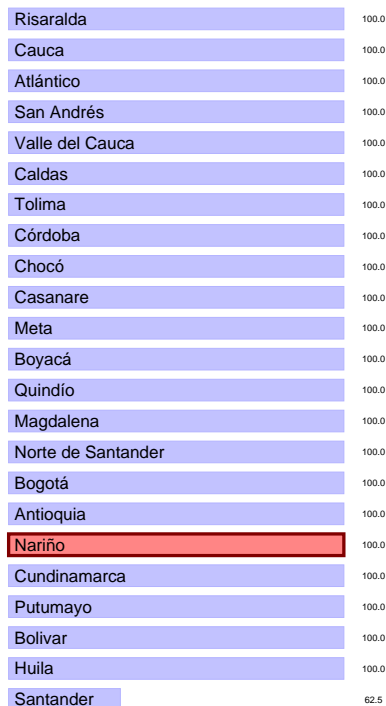 Risaralda 100.0
Cauca 100.0
Atlántico 100.0
San Andrés 100.0
Valle del Cauca 100.0
Caldas 100.0
Tolima 100.0
Córdoba 100.0
Chocó 100.0
Casanare 100.0
Meta 100.0
Boyacá 100.0
Quindío 100.0
Magdalena 100.0
Norte de Santander 100.0
Bogotá 100.0
Antioquia 100.0
Nariño 100.0
Cundinamarca 100.0
Putumayo 100.0
Bolivar 100.0
Huila 100.0
Santander 62.5